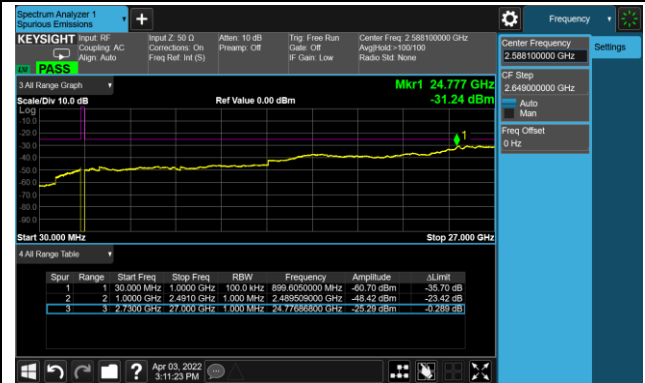 Spectrum Analyzer 1
Spurious Emissions
Frequency
KEYSIGHT
Input: RF
Coupling: AC
Align: Auto
Input Z: 50 Ω
Corrections: On
Freq Ref: Int (S)
Atten: 10 dB
Preamp: Off
Trig: Free Run
Gate: Off
IF Gain: Low
Center Freq: 2.588100000 GHz
Avg|Hold:>100/100
Radio Std: None
PASS
Center Frequency
2.588100000 GHz
Settings
CF Step
2.649000000 GHz
Auto
Man
Freq Offset
0 Hz
3 All Range Graph
Mkr1 24.777 GHz
Scale/Div 10.0 dB
Ref Value 0.00 dBm
-31.24 dBm
Log
-10.0
-20.0
-30.0
-40.0
-50.0
-60.0
-70.0
-80.0
-90.0
1
Start 30.000 MHz
Stop 27.000 GHz
4 All Range Table
Spur Range Start Freq Stop Freq RBW Frequency Amplitude ΔLimit
1 1 30.000 MHz 1.0000 GHz 100.0 kHz 899.6050000 MHz -60.70 dBm -35.70 dB
2 2 1.0000 GHz 2.4910 GHz 1.000 MHz 2.489509000 GHz -48.42 dBm -23.42 dB
3 3 2.7300 GHz 27.000 GHz 1.000 MHz 24.77686800 GHz -25.29 dBm -0.289 dB
?
Apr 03, 2022
3:11:23 PM